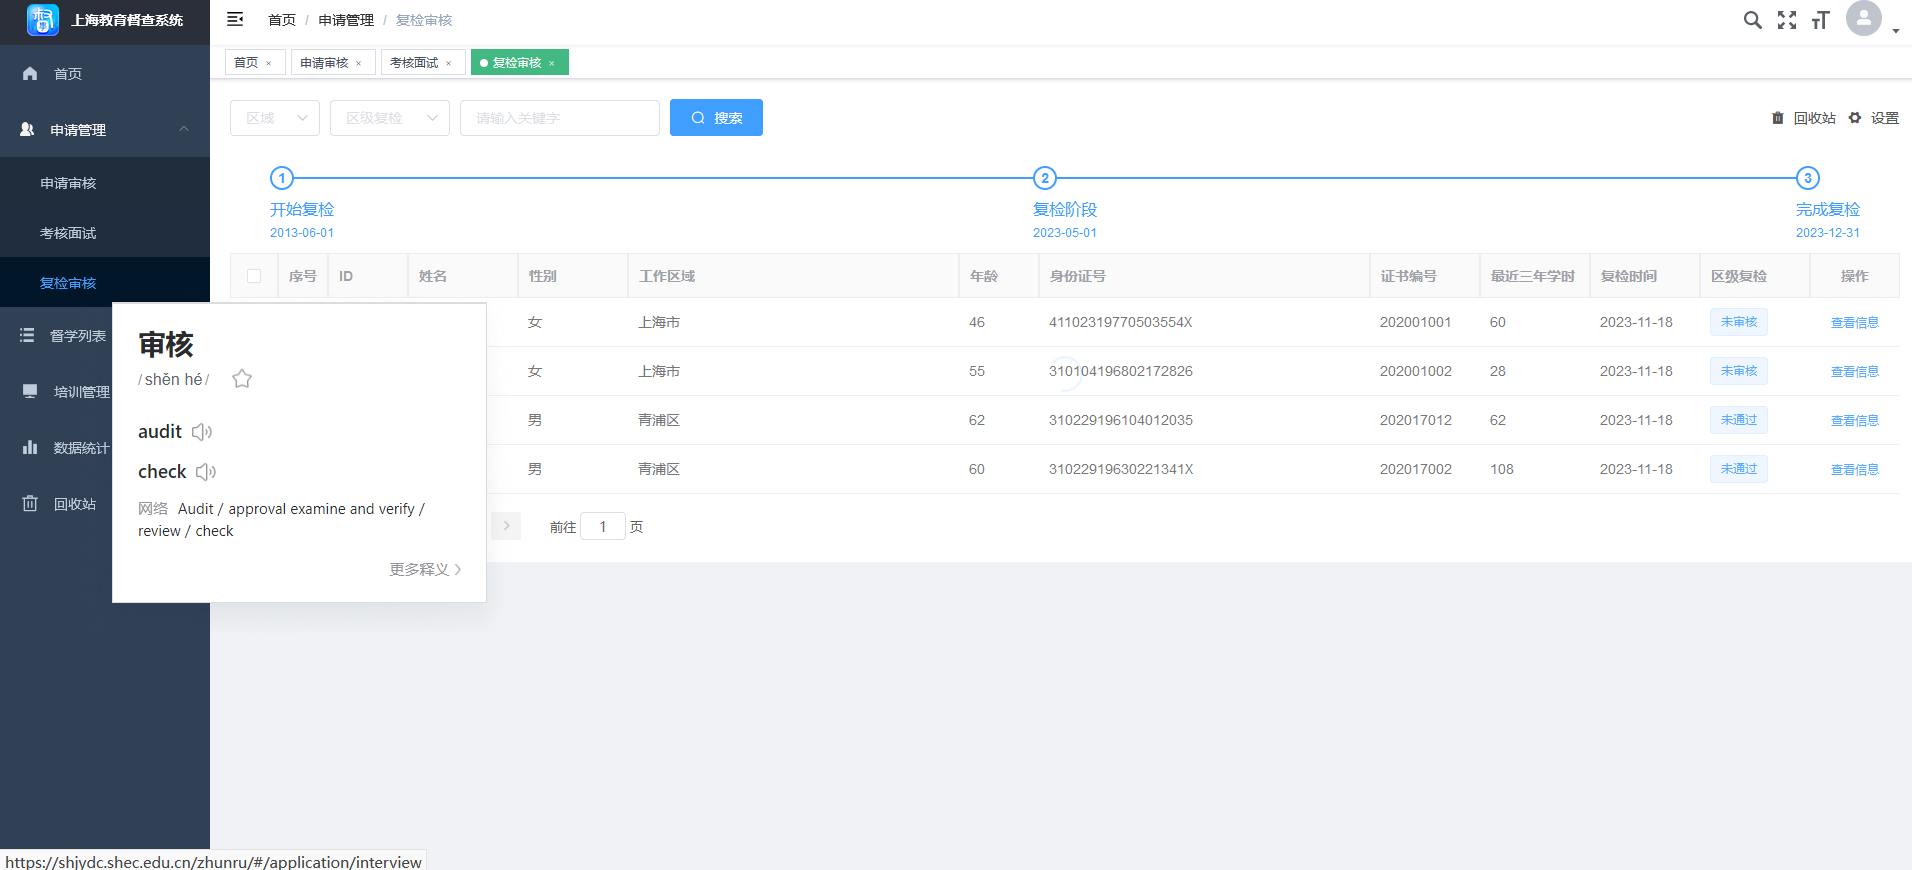 上海教育督查系统
首页 / 申请管理 / 复检审核
首页 ×
申请审核 ×
考核面试 ×
复检审核 ×
首页
申请管理
申请审核
考核面试
复检审核
督学列表
培训管理
数据统计
回收站
区域
区级复检
请输入关键字
搜索
回收站
设置
1
2
3
开始复检
复检阶段
完成复检
2013-06-01
2023-05-01
2023-12-31
序号 ID 姓名 性别 工作区域 年龄 身份证号 证书编号 最近三年学时 复检时间 区级复检 操作
女 上海市 46 41102319770503554X 202001001 60 2023-11-18 未审核 查看信息
女 上海市 55 310104196802172826 202001002 28 2023-11-18 未审核 查看信息
男 青浦区 62 310229196104012035 202017012 62 2023-11-18 未通过 查看信息
男 青浦区 60 31022919630221341X 202017002 108 2023-11-18 未通过 查看信息
前往 1 页
审核
/ shěn hé /
audit
check
网络 Audit / approval examine and verify /
review / check
更多释义
https://shjydc.shec.edu.cn/zhunru/#/application/interview